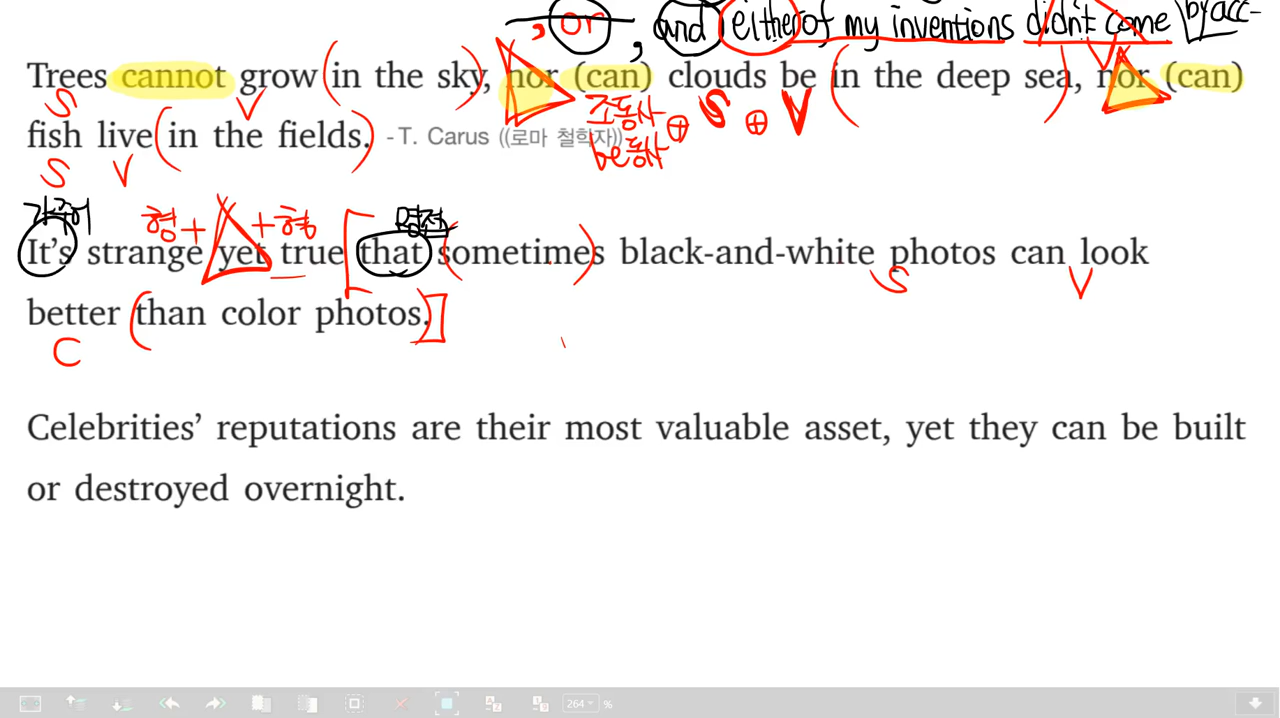 , or , and either of my inventions didn't come by acc-
Trees cannot grow (in the sky), nor (can) clouds be (in the deep sea), nor (can)
S V 조동사 ⊕ S ⊕ V
fish live (in the fields.) - T. Carus ((로마 철학자))
be동사
S V
가주어 형+ +형 명접
It's strange yet true [that (sometimes) black-and-white photos can look
S V
better (than color photos.)]
C
Celebrities' reputations are their most valuable asset, yet they can be built
or destroyed overnight.
264 %